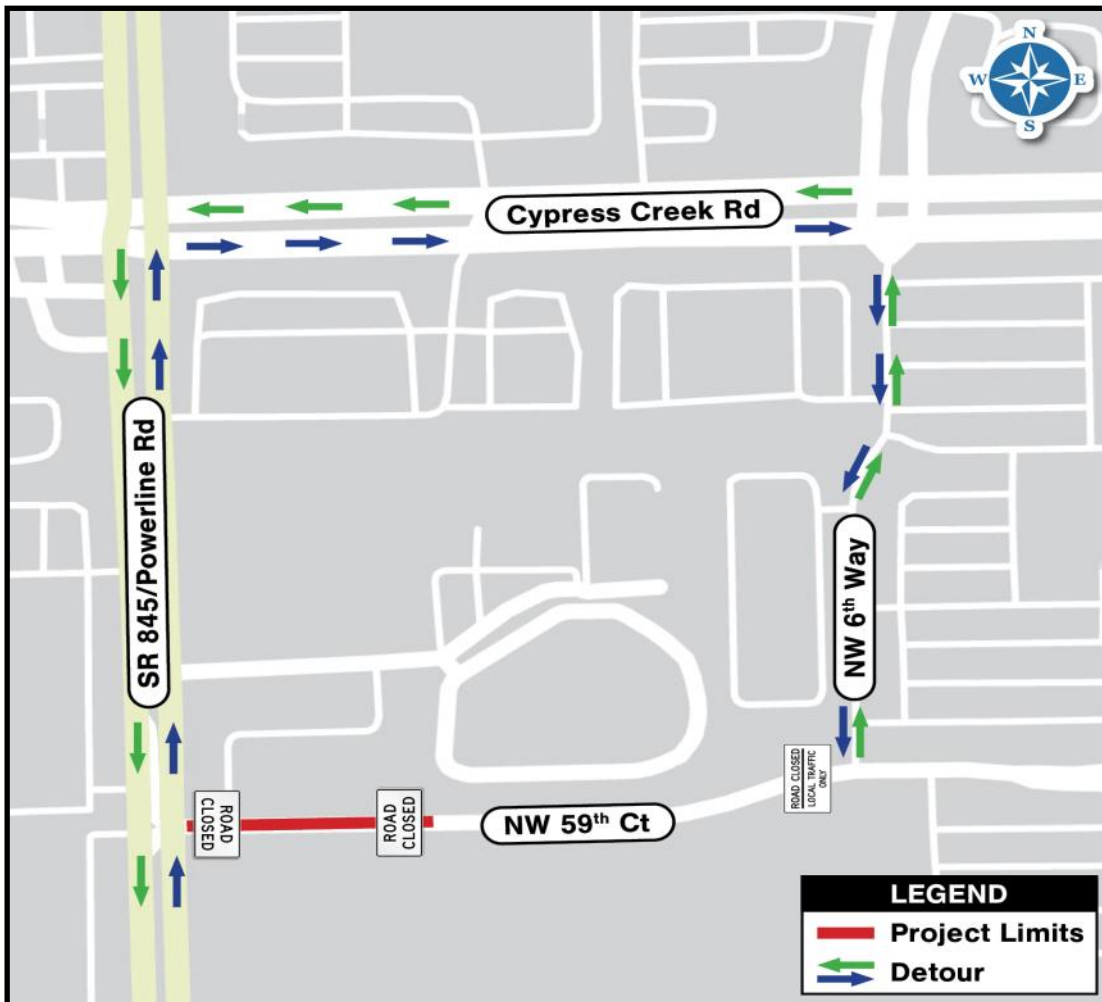 N
W E
S
Cypress Creek Rd
SR 845/Powerline Rd
NW 6th Way
ROAD CLOSED
LOCAL TRAFFIC
ONLY
ROAD
CLOSED
ROAD
CLOSED
NW 59th Ct
LEGEND
Project Limits
Detour